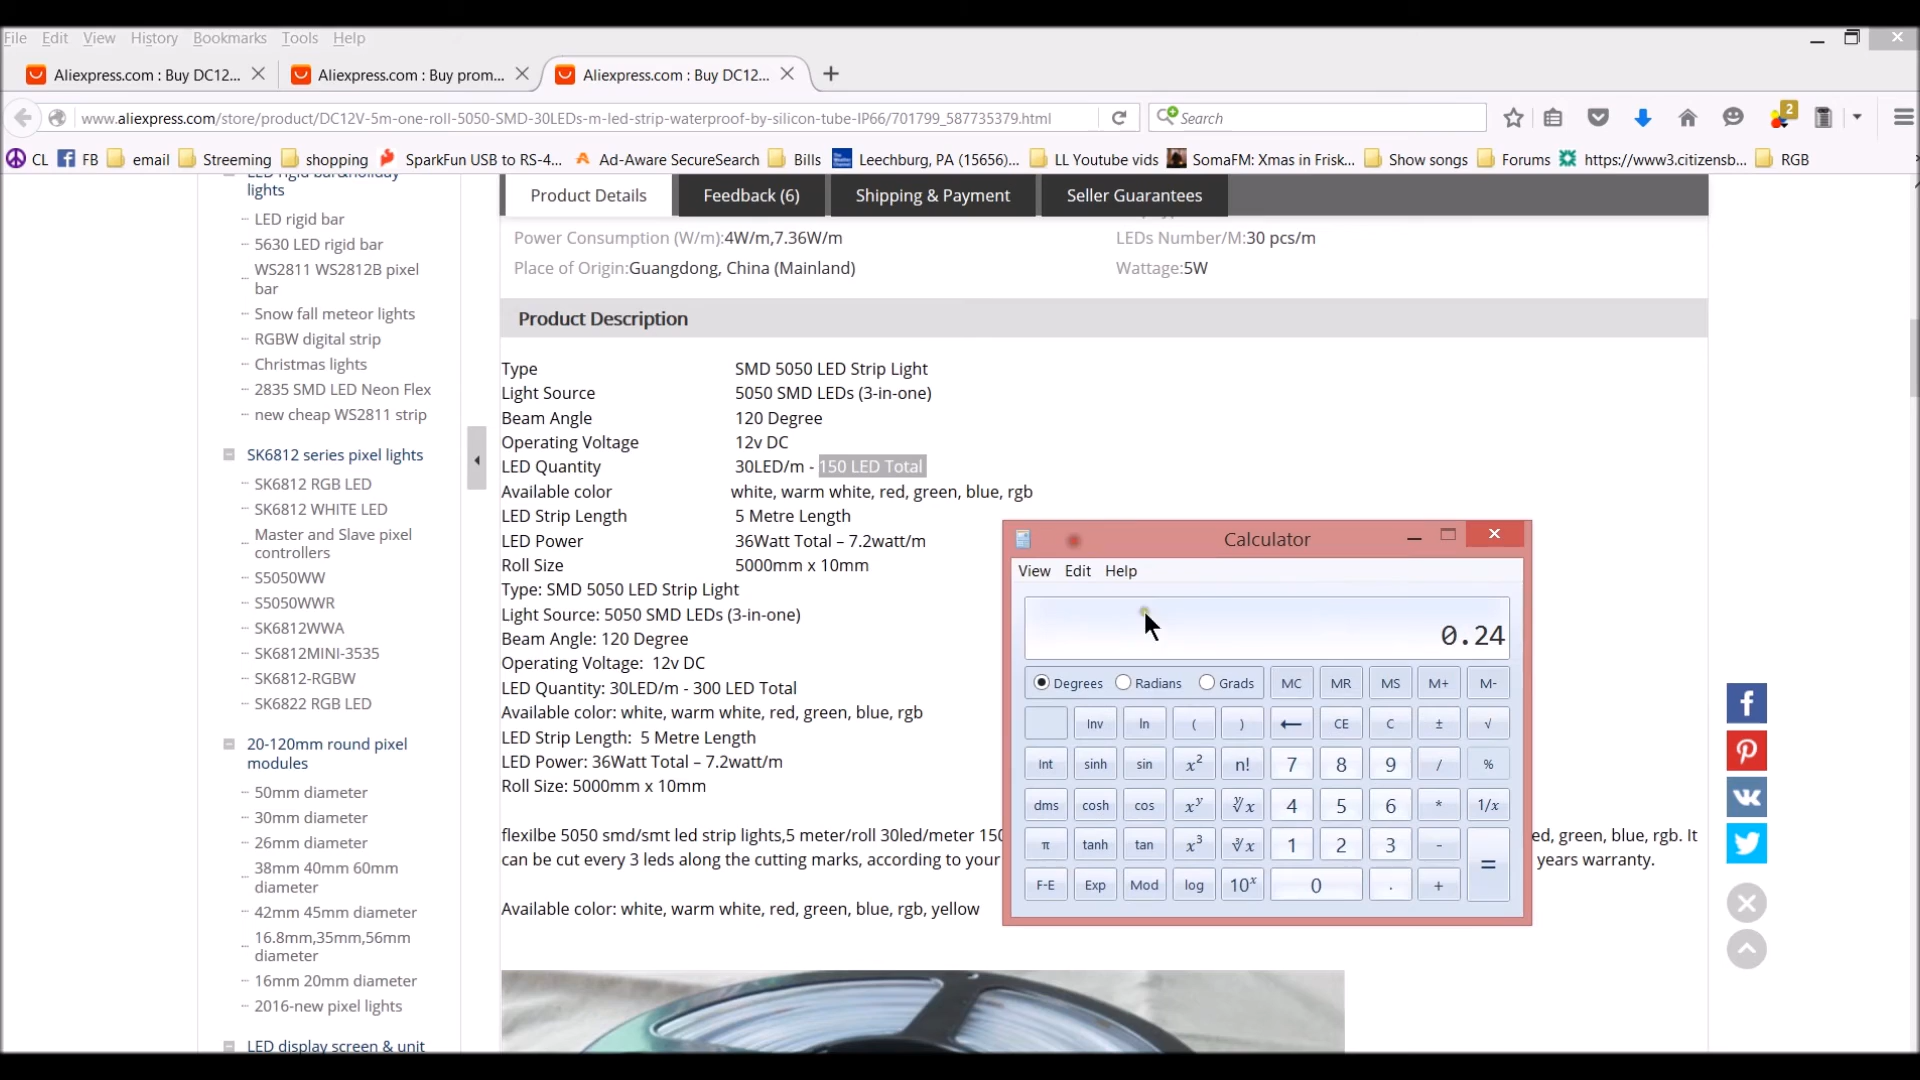 File Edit View History Bookmarks Tools Help
Aliexpress.com : Buy DC12...
Aliexpress.com : Buy prom...
Aliexpress.com : Buy DC12...
www.aliexpress.com/store/product/DC12V-5m-one-roll-5050-SMD-30LEDs-m-led-strip-waterproof-by-silicon-tube-IP66/701799_587735379.html
Search
2
CL FB email Streeming shopping SparkFun USB to RS-4... Ad-Aware SecureSearch Bills Leechburg, PA (15656)... LL Youtube vids SomaFM: Xmas in Frisk... Show songs Forums https://www3.citizensb... RGB
LED rigid bar&holiday
lights
LED rigid bar
5630 LED rigid bar
WS2811 WS2812B pixel
bar
Snow fall meteor lights
RGBW digital strip
Christmas lights
2835 SMD LED Neon Flex
new cheap WS2811 strip
SK6812 series pixel lights
SK6812 RGB LED
SK6812 WHITE LED
Master and Slave pixel
controllers
S5050WW
S5050WWR
SK6812WWA
SK6812MINI-3535
SK6812-RGBW
SK6822 RGB LED
20-120mm round pixel
modules
50mm diameter
30mm diameter
26mm diameter
38mm 40mm 60mm
diameter
42mm 45mm diameter
16.8mm,35mm,56mm
diameter
16mm 20mm diameter
2016-new pixel lights
LED display screen & unit
Product Details Feedback (6) Shipping & Payment Seller Guarantees
Power Consumption (W/m):4W/m,7.36W/m LEDs Number/M:30 pcs/m
Place of Origin:Guangdong, China (Mainland) Wattage:5W
Product Description
Type SMD 5050 LED Strip Light
Light Source 5050 SMD LEDs (3-in-one)
Beam Angle 120 Degree
Operating Voltage 12v DC
LED Quantity 30LED/m - 150 LED Total
Available color white, warm white, red, green, blue, rgb
LED Strip Length 5 Metre Length
LED Power 36Watt Total – 7.2watt/m
Roll Size 5000mm x 10mm
Type: SMD 5050 LED Strip Light
Light Source: 5050 SMD LEDs (3-in-one)
Beam Angle: 120 Degree
Operating Voltage: 12v DC
LED Quantity: 30LED/m - 300 LED Total
Available color: white, warm white, red, green, blue, rgb
LED Strip Length: 5 Metre Length
LED Power: 36Watt Total – 7.2watt/m
Roll Size: 5000mm x 10mm
flexilbe 5050 smd/smt led strip lights,5 meter/roll 30led/meter 150 ed, green, blue, rgb. It
can be cut every 3 leds along the cutting marks, according to your years warranty.
Available color: white, warm white, red, green, blue, rgb, yellow
Calculator
View Edit Help
0.24
Degrees Radians Grads MC MR MS M+ M-
Inv ln ( ) ← CE C ± √
Int sinh sin x² n! 7 8 9 / %
dms cosh cos xʸ ʸ√x 4 5 6 * 1/x
π tanh tan x³ ³√x 1 2 3 - =
F-E Exp Mod log 10ˣ 0 . +